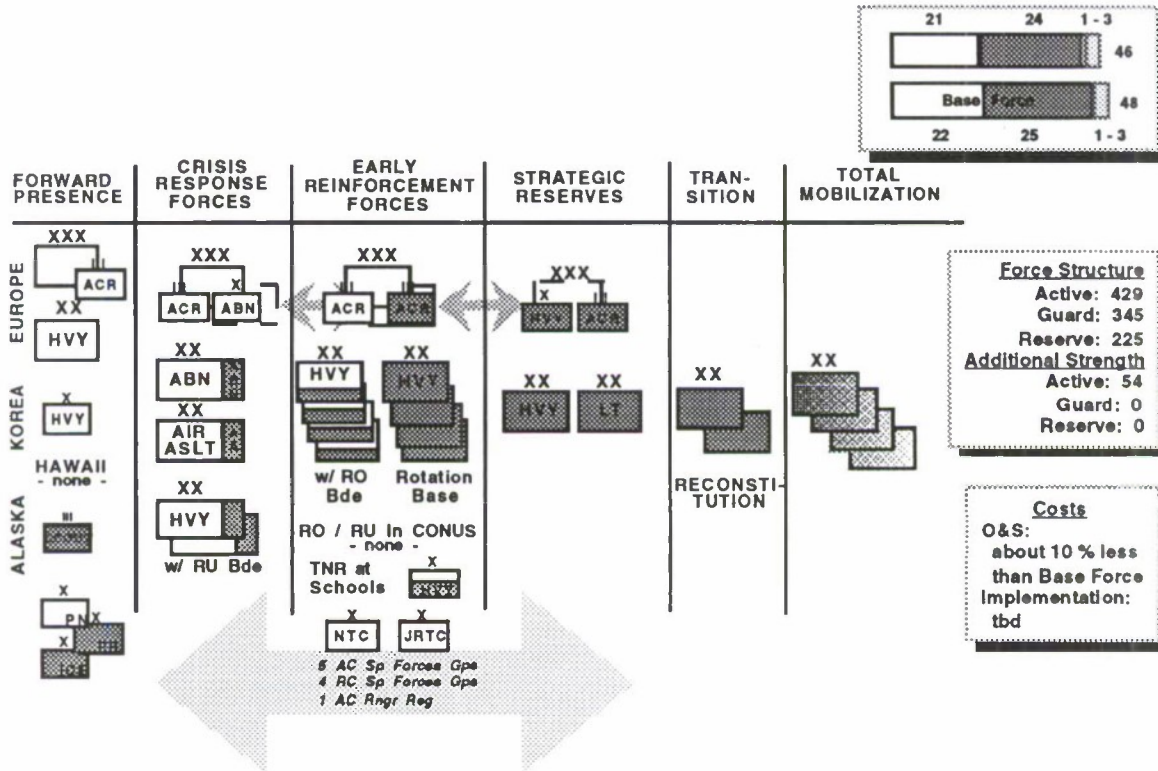 21 24 1 - 3
46
Base Force 48
22 25 1 - 3
FORWARD PRESENCE
CRISIS RESPONSE FORCES
EARLY REINFORCEMENT FORCES
STRATEGIC RESERVES
TRAN- SITION
TOTAL MOBILIZATION
EUROPE
XXX
ACR
XX
HVY
KOREA
X
HVY
HAWAII
- none -
ALASKA
III
X
X
X
XXX
III X
ACR ABN
XX
ABN
XX
AIR
ASLT
XX
HVY
w/ RU Bde
XXX
ACR ACR
XX XX
HVY HVY
w/ RO Rotation
Bde Base
RO / RU In CONUS
- none -
TNR at
Schools
X
X X
NTC JRTC
5 AC Sp Forces Gps
4 RC Sp Forces Gps
1 AC Rngr Reg
XXX
X
HVY ACR
XX XX
HVY LT
XX
RECONSTI-
TUTION
XX
Force Structure
Active: 429
Guard: 345
Reserve: 225
Additional Strength
Active: 54
Guard: 0
Reserve: 0
Costs
O&S:
about 10 % less
than Base Force
Implementation:
tbd